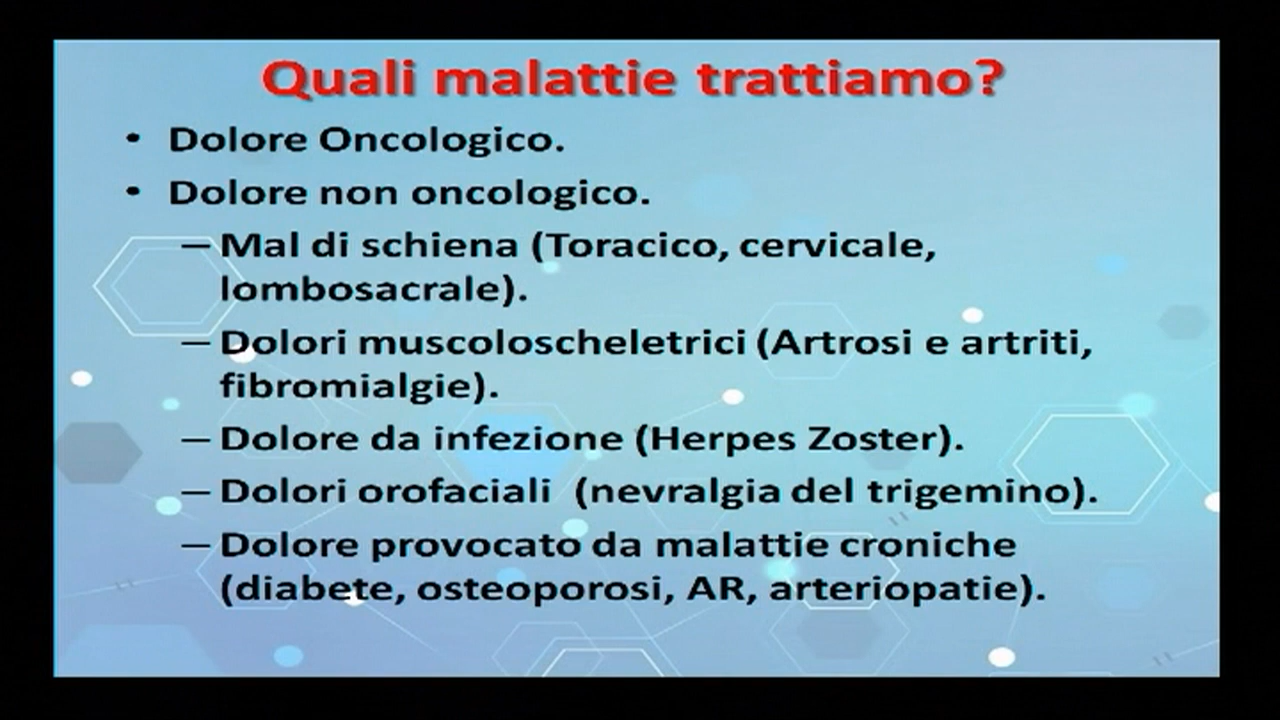 Quali malattie trattiamo?
• Dolore Oncologico.
• Dolore non oncologico.
– Mal di schiena (Toracico, cervicale,
lombosacrale).
– Dolori muscoloscheletrici (Artrosi e artriti,
fibromialgie).
– Dolore da infezione (Herpes Zoster).
– Dolori orofaciali (nevralgia del trigemino).
– Dolore provocato da malattie croniche
(diabete, osteoporosi, AR, arteriopatie).